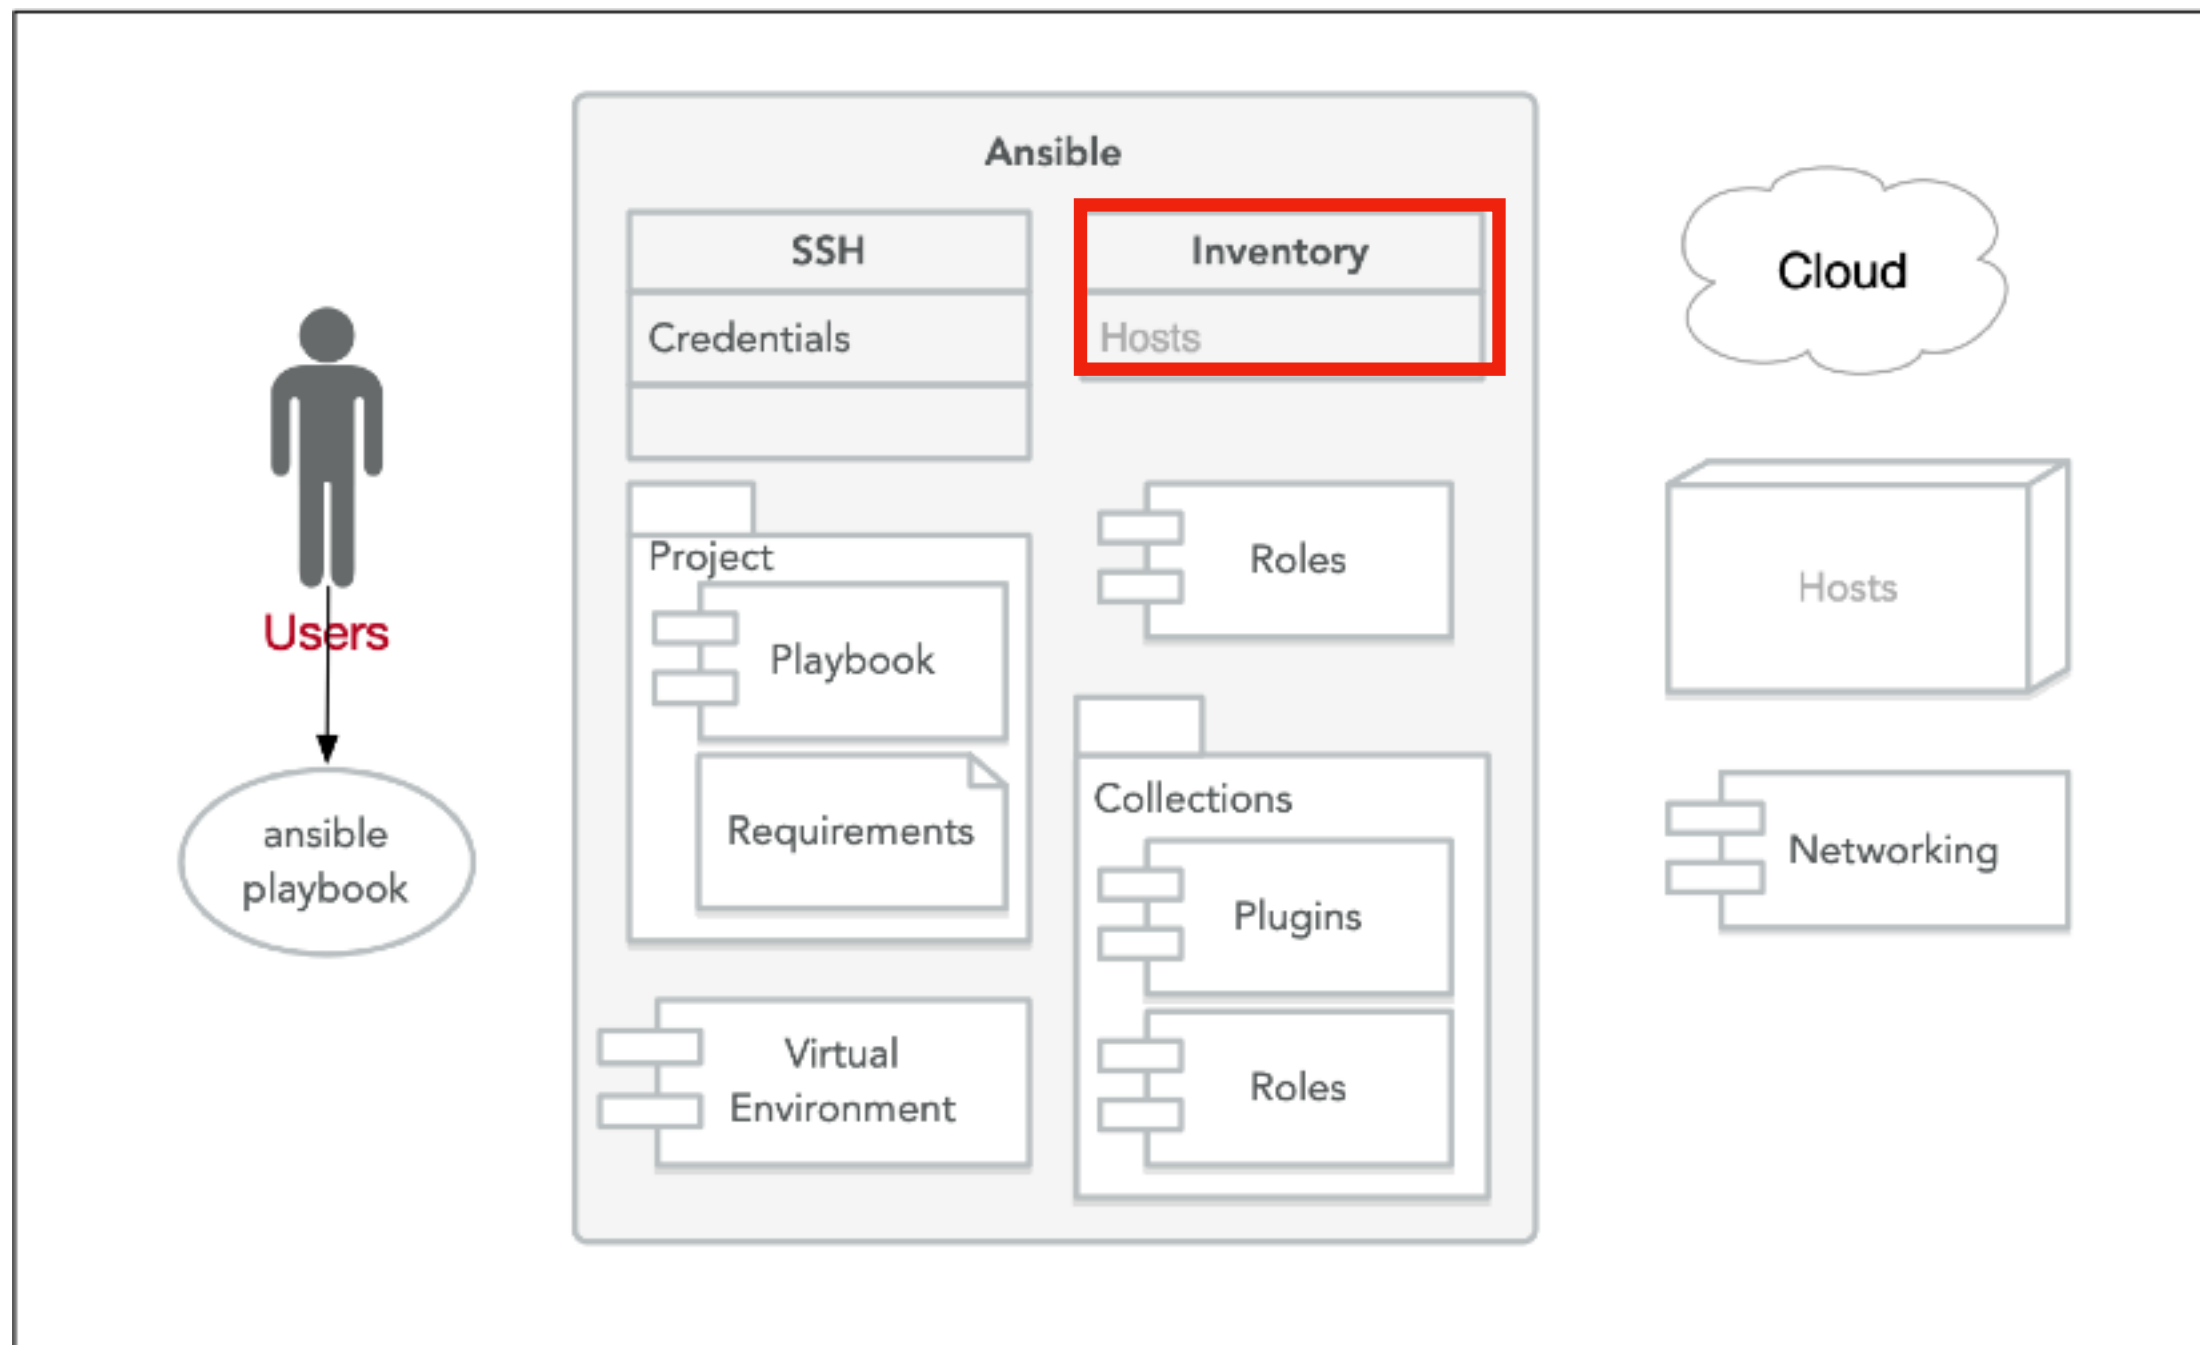 Ansible
SSH
Credentials
Inventory
Hosts
Users
ansible
playbook
Project
Playbook
Requirements
Virtual
Environment
Roles
Collections
Plugins
Roles
Cloud
Hosts
Networking